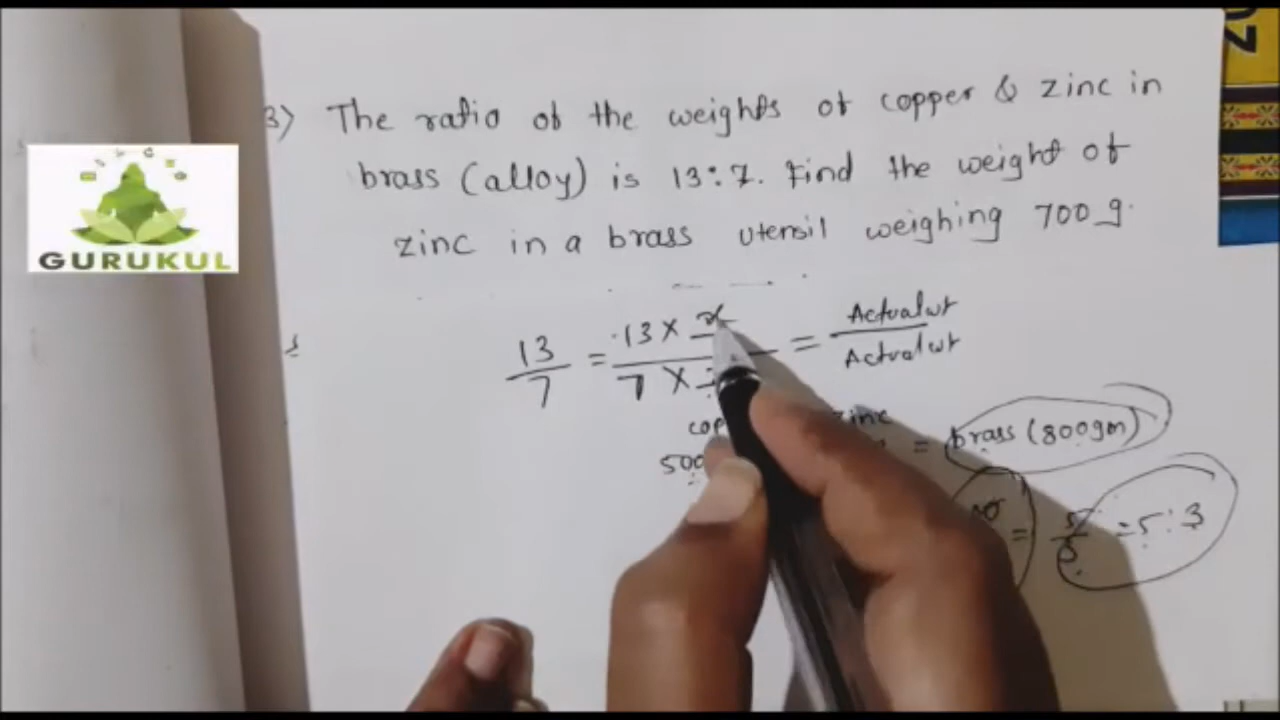 3) The ratio of the weights of copper & zinc in
brass (alloy) is 13:7. Find the weight of
zinc in a brass utensil weighing 700 g.
GURUKUL
13/7 = 13 × x / 7 × = Actual wt / Actual wt
= brass (800gm)
= 5 = 5:3